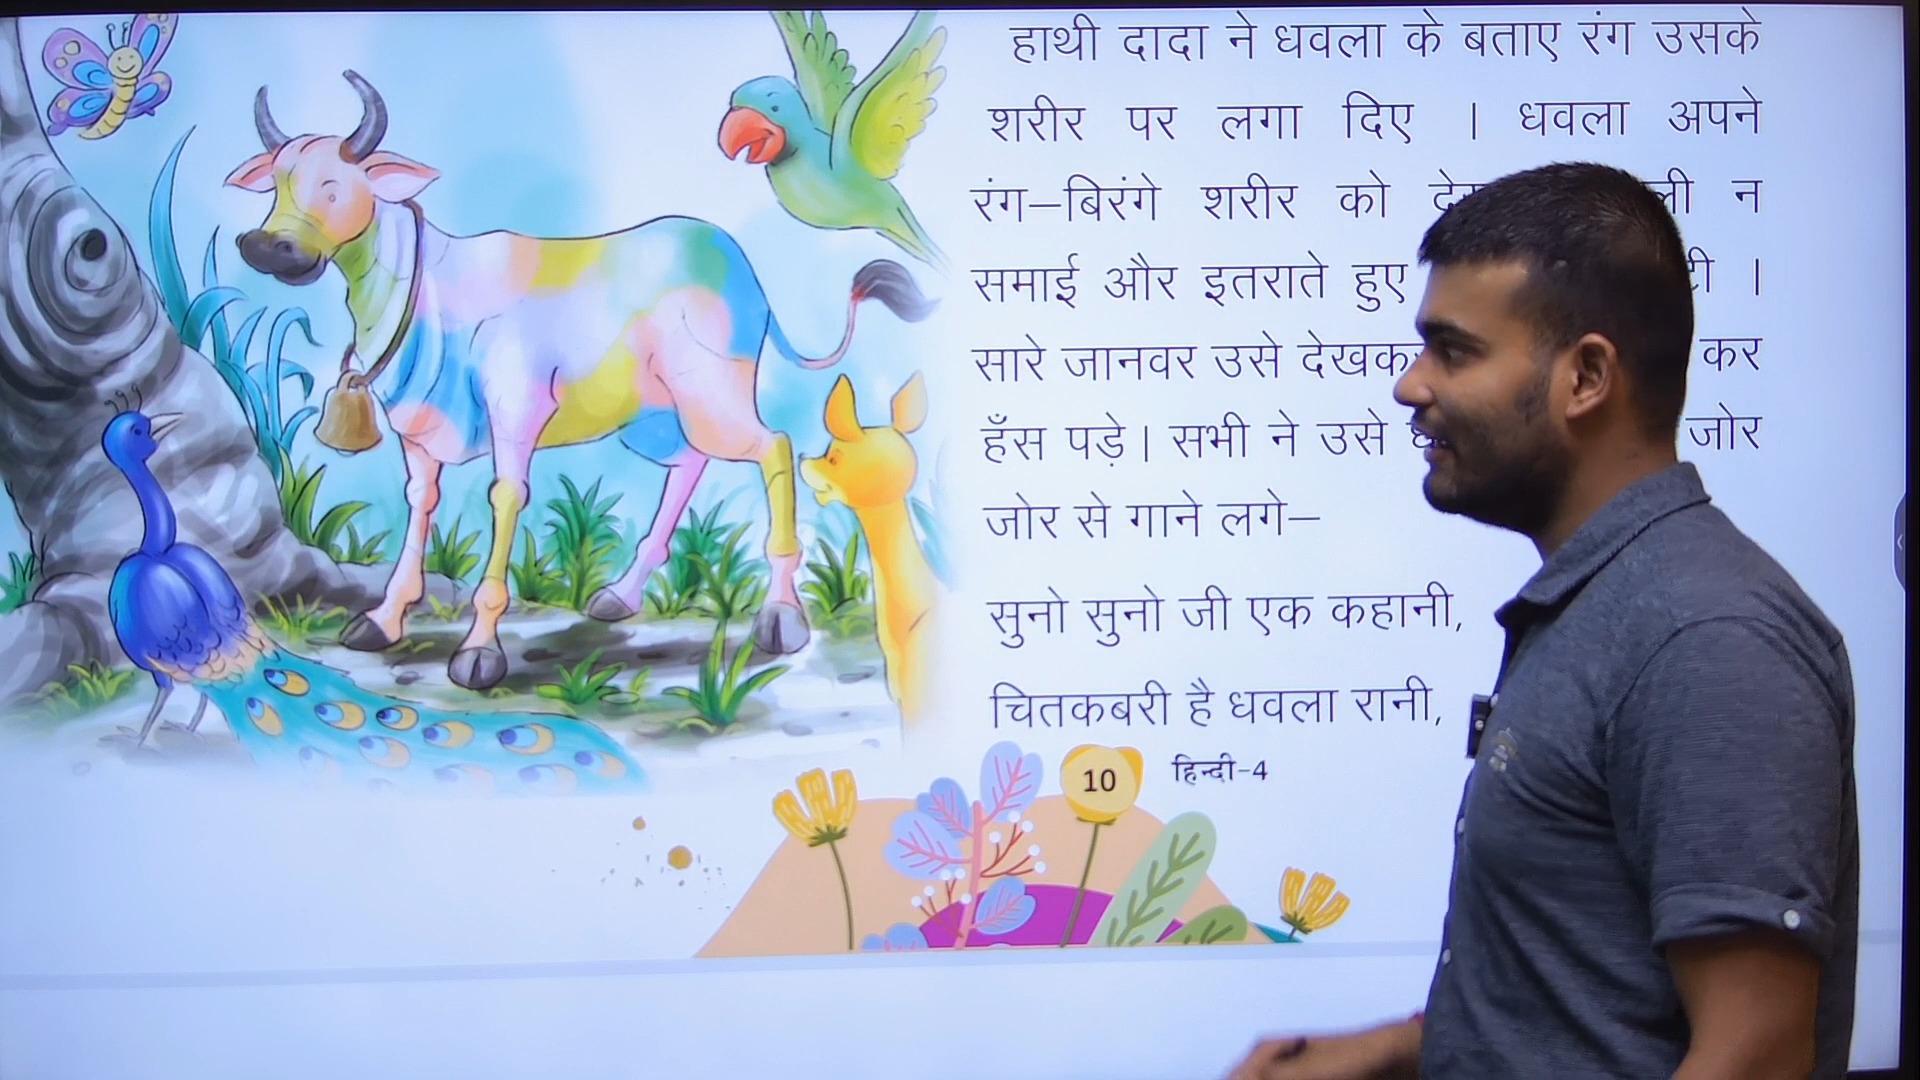 हाथी दादा ने धवला के बताए रंग उसके
शरीर पर लगा दिए । धवला अपने
रंग–बिरंगे शरीर को न
समाई और इतराते हुए ।
सारे जानवर उसे कर
हँस पड़े। सभी ने उसे जोर
जोर से गाने लगे–
सुनो सुनो जी एक कहानी,
चितकबरी है धवला रानी,
10 हिन्दी-4